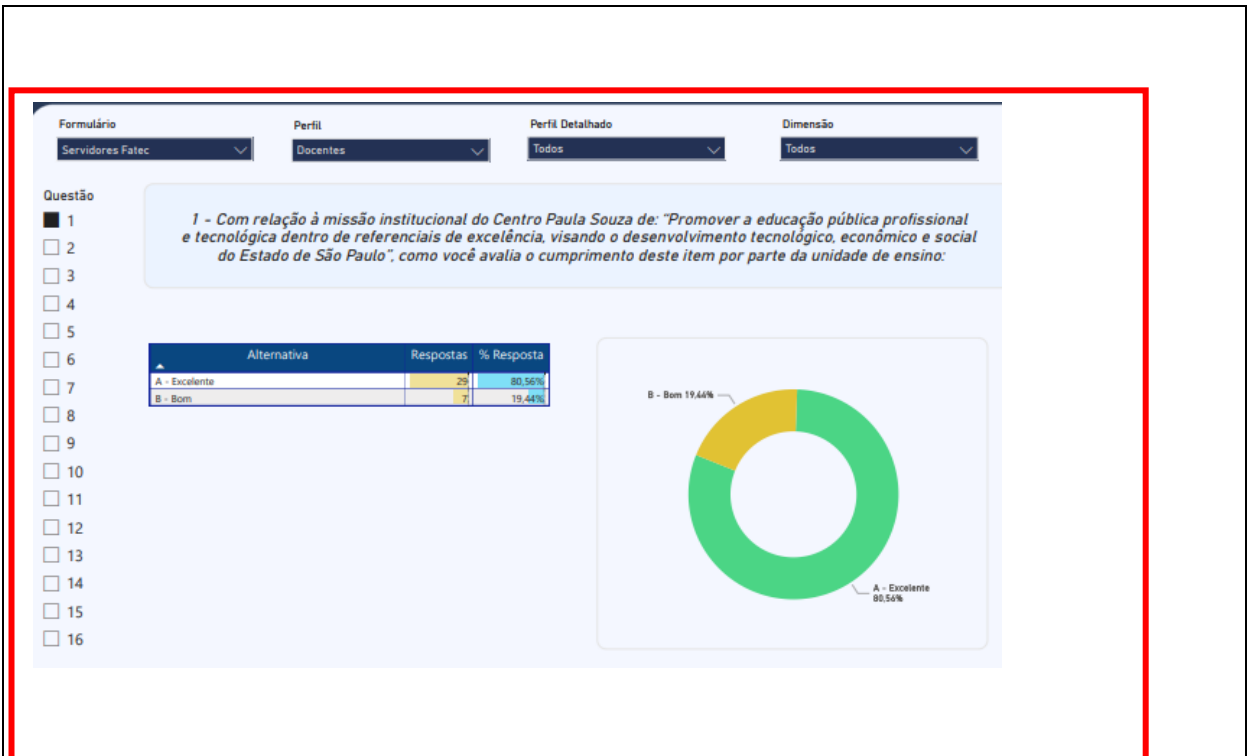 Formulário
Perfil
Perfil Detalhado
Dimensão
Servidores Fatec
Docentes
Todos
Todos
Questão
1
2
3
4
5
6
7
8
9
10
11
12
13
14
15
16
1 - Com relação à missão institucional do Centro Paula Souza de: "Promover a educação pública profissional
e tecnológica dentro de referenciais de excelência, visando o desenvolvimento tecnológico, econômico e social
do Estado de São Paulo", como você avalia o cumprimento deste item por parte da unidade de ensino:
Alternativa Respostas % Resposta
A - Excelente 29 80,56%
B - Bom 7 19,44%
B - Bom 19,44%
A - Excelente
80,56%